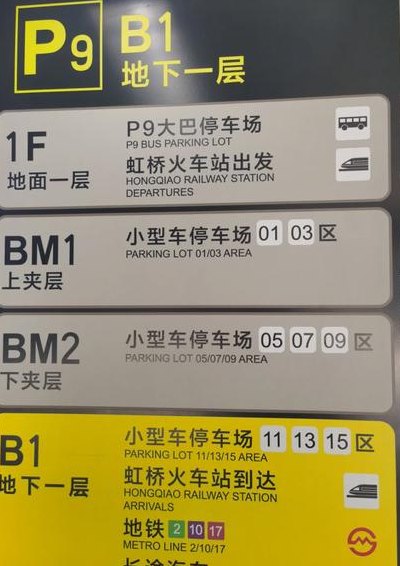 P9 B1
地下一层
1F
地面一层
P9大巴停车场
P9 BUS PARKING LOT
虹桥火车站出发
HONGQIAO RAILWAY STATION
DEPARTURES
BM1
上夹层
小型车停车场 01 03 区
PARKING LOT 01/03 AREA
BM2
下夹层
小型车停车场 05 07 09 区
PARKING LOT 05/07/09 AREA
B1
地下一层
小型车停车场 11 13 15 区
PARKING LOT 11/13/15 AREA
虹桥火车站到达
HONGQIAO RAILWAY STATION
ARRIVALS
地铁 2 10 17
METRO LINE 2/10/17
长途汽车